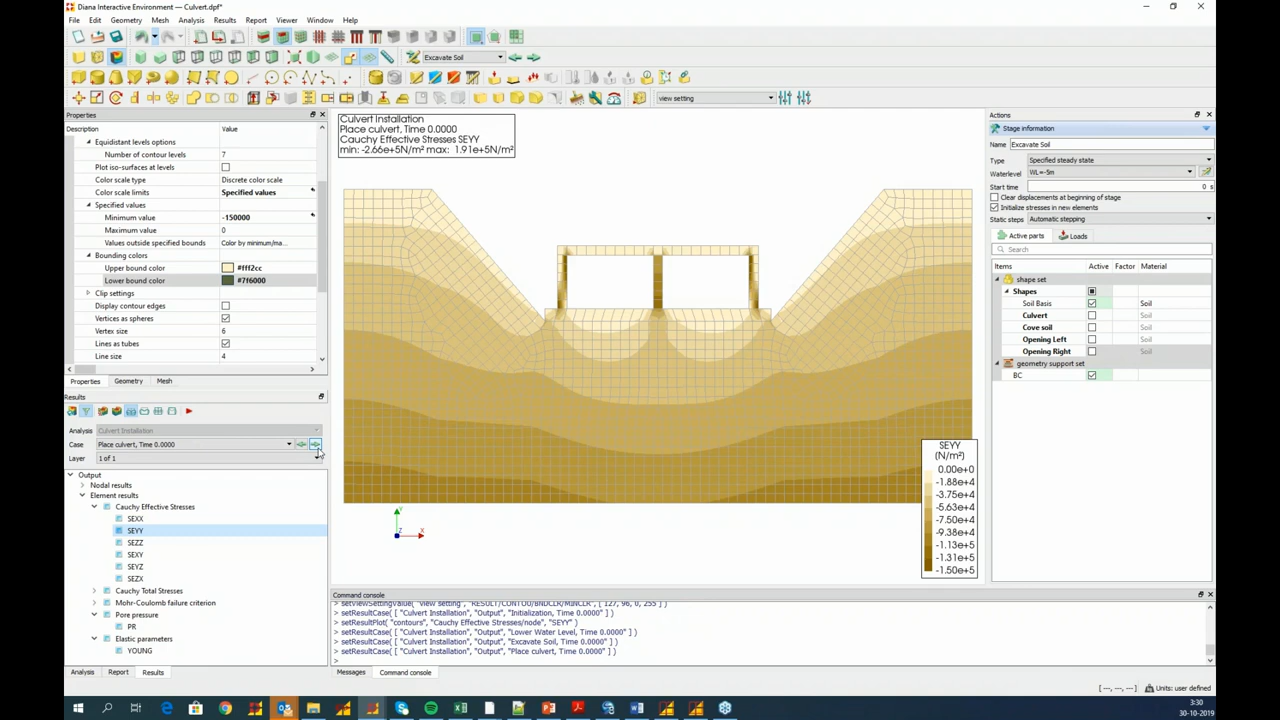 Diana Interactive Environment — Culvert.dpf*
File Edit Geometry Mesh Analysis Results Report Viewer Window Help
Excavate Soil
view setting
Properties
Description Value
Equidistant levels options
Number of contour levels 7
Plot iso-surfaces at levels
Color scale type Discrete color scale
Color scale limits Specified values
Specified values
Minimum value -150000
Maximum value 0
Values outside specified bounds Color by minimum/ma...
Bounding colors
Upper bound color #fff2cc
Lower bound color #7f6000
Clip settings
Display contour edges
Vertices as spheres
Vertex size 6
Lines as tubes
Line size 4
Properties Geometry Mesh
Results
Analysis Culvert Installation
Case Place culvert, Time 0.0000
Layer 1 of 1
Output
Nodal results
Element results
Cauchy Effective Stresses
SEXX
SEYY
SEZZ
SEXY
SEYZ
SEZX
Cauchy Total Stresses
Mohr-Coulomb failure criterion
Pore pressure
PR
Elastic parameters
YOUNG
Analysis Report Results
Culvert Installation
Place culvert, Time 0.0000
Cauchy Effective Stresses SEYY
min: -2.66e+5N/m² max: 1.91e+5N/m²
SEYY
(N/m²)
0.00e+0
-1.88e+4
-3.75e+4
-5.63e+4
-7.50e+4
-9.38e+4
-1.13e+5
-1.31e+5
-1.50e+5
Y
Z X
Command console
> setViewSettingValue( "view setting", "RESULT/CONTOU/BNDCLR/MINCLR", [ 127, 96, 0, 255 ] )
> setResultCase( [ "Culvert Installation", "Output", "Initialization, Time 0.0000" ] )
> setResultPlot( "contours", "Cauchy Effective Stresses/node", "SEYY" )
> setResultCase( [ "Culvert Installation", "Output", "Lower Water Level, Time 0.0000" ] )
> setResultCase( [ "Culvert Installation", "Output", "Excavate Soil, Time 0.0000" ] )
> setResultCase( [ "Culvert Installation", "Output", "Place culvert, Time 0.0000" ] )
>
Messages Command console
Actions
Stage information
Name Excavate Soil
Type Specified steady state
Waterlevel WL=-5m
Start time 0 s
Clear displacements at beginning of stage
Initialize stresses in new elements
Static steps Automatic stepping
Active parts Loads
Search
Items Active Factor Material
shape set
Shapes
Soil Basis Soil
Culvert Soil
Cove soil Soil
Opening Left Soil
Opening Right Soil
geometry support set
BC
[ ---, ---, --- ] Units: user defined
3:30
30-10-2019